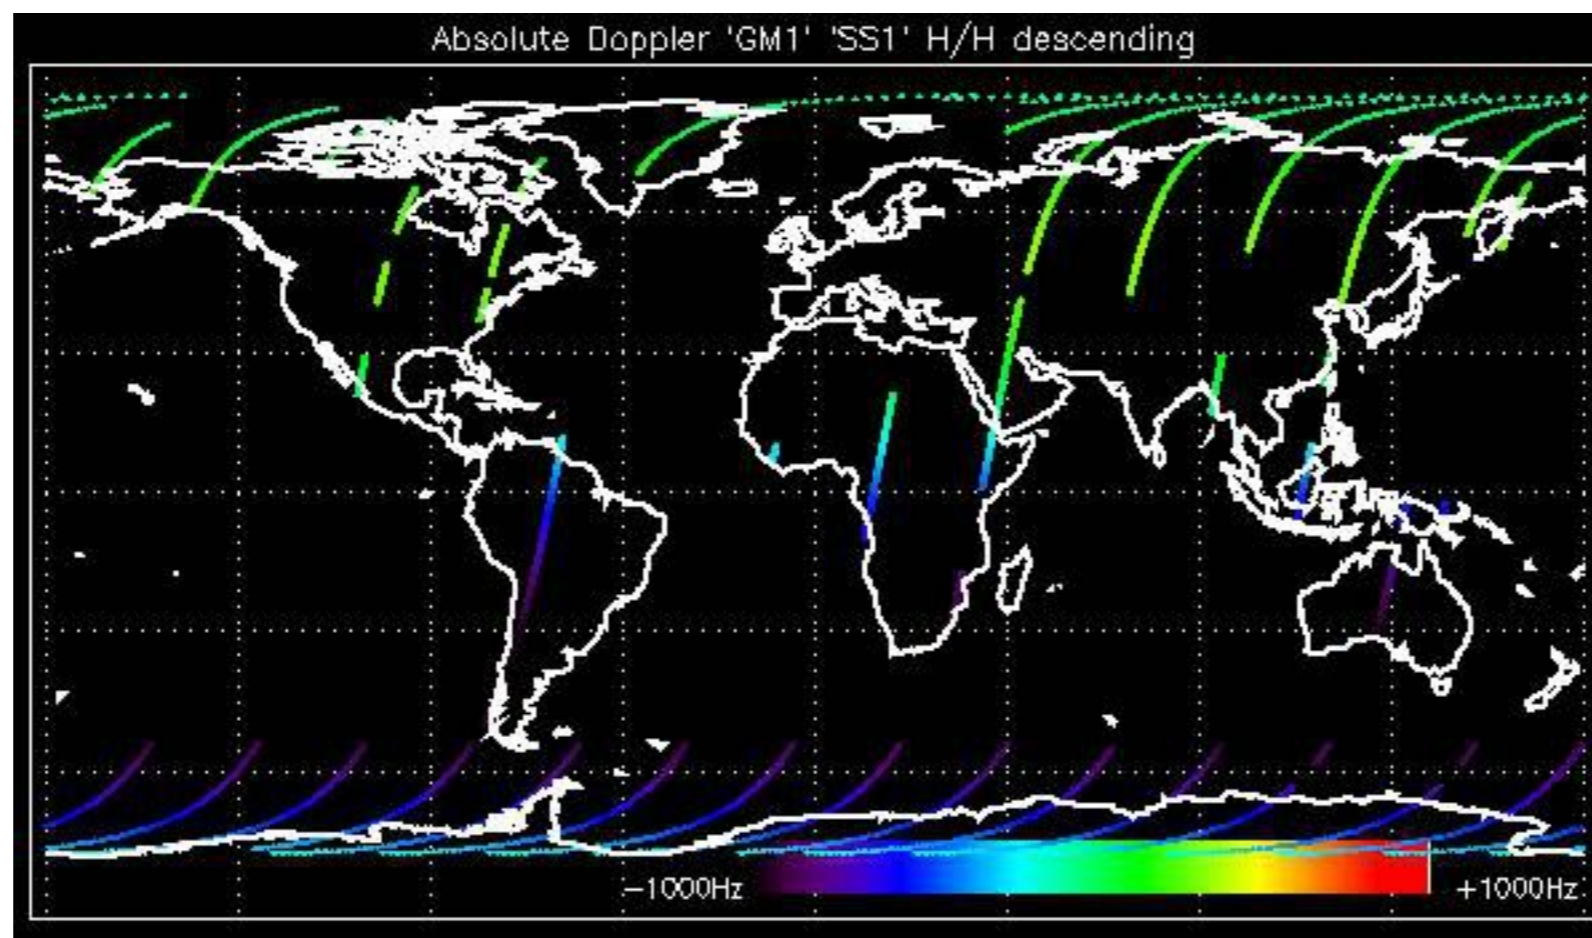 Absolute Doppler 'GM1' 'SS1' H/H descending
−1000Hz +1000Hz